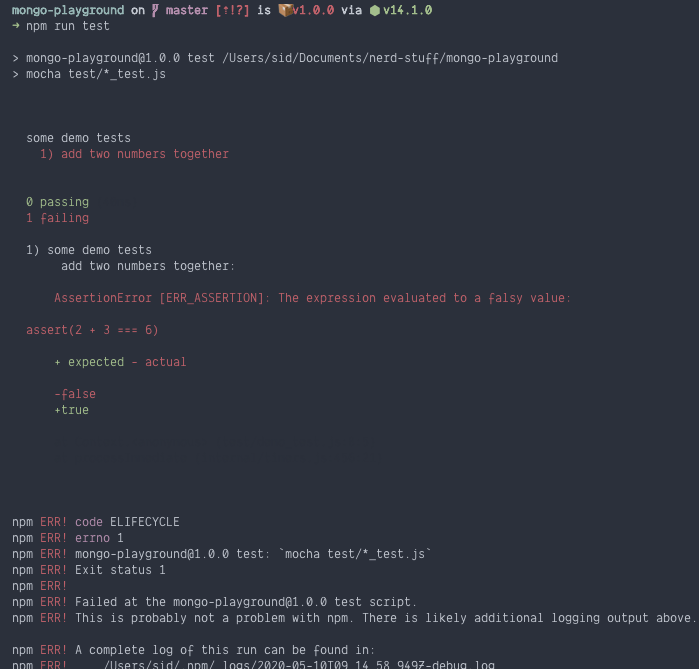 mongo-playground on master [⇡!?] is 📦v1.0.0 via ⬢ v14.1.0
➜ npm run test
> mongo-playground@1.0.0 test /Users/sid/Documents/nerd-stuff/mongo-playground
> mocha test/*_test.js
some demo tests
1) add two numbers together
0 passing
1 failing
1) some demo tests
add two numbers together:
AssertionError [ERR_ASSERTION]: The expression evaluated to a falsy value:
assert(2 + 3 === 6)
+ expected - actual
-false
+true
npm ERR! code ELIFECYCLE
npm ERR! errno 1
npm ERR! mongo-playground@1.0.0 test: `mocha test/*_test.js`
npm ERR! Exit status 1
npm ERR!
npm ERR! Failed at the mongo-playground@1.0.0 test script.
npm ERR! This is probably not a problem with npm. There is likely additional logging output above.
npm ERR! A complete log of this run can be found in:
npm ERR! /Users/sid/.npm/_logs/2020-05-10T09_14_58_949Z-debug.log